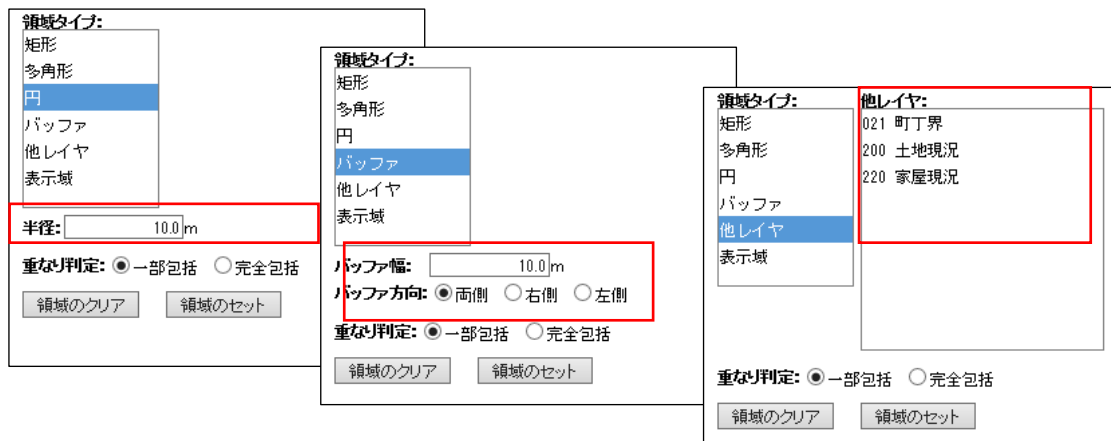 領域タイプ:
矩形
多角形
円
バッファ
他レイヤ
表示域
半径: 10.0 m
重なり判定: 一部包括 完全包括
領域のクリア 領域のセット
領域タイプ:
矩形
多角形
円
バッファ
他レイヤ
表示域
バッファ幅: 10.0 m
バッファ方向: 両側 右側 左側
重なり判定: 一部包括 完全包括
領域のクリア 領域のセット
領域タイプ: 他レイヤ:
矩形 021 町丁界
多角形 200 土地現況
円 220 家屋現況
バッファ
他レイヤ
表示域
重なり判定: 一部包括 完全包括
領域のクリア 領域のセット